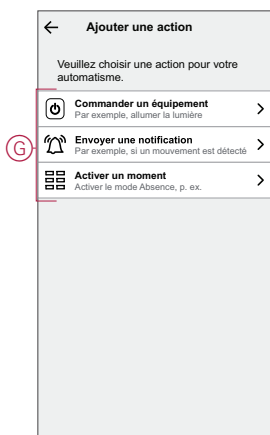 Ajouter une action
Veuillez choisir une action pour votre
automatisme.
Commander un équipement
Par exemple, allumer la lumière
G
Envoyer une notification
Par exemple, si un mouvement est détecté
Activer un moment
Activer le mode Absence, p. ex.